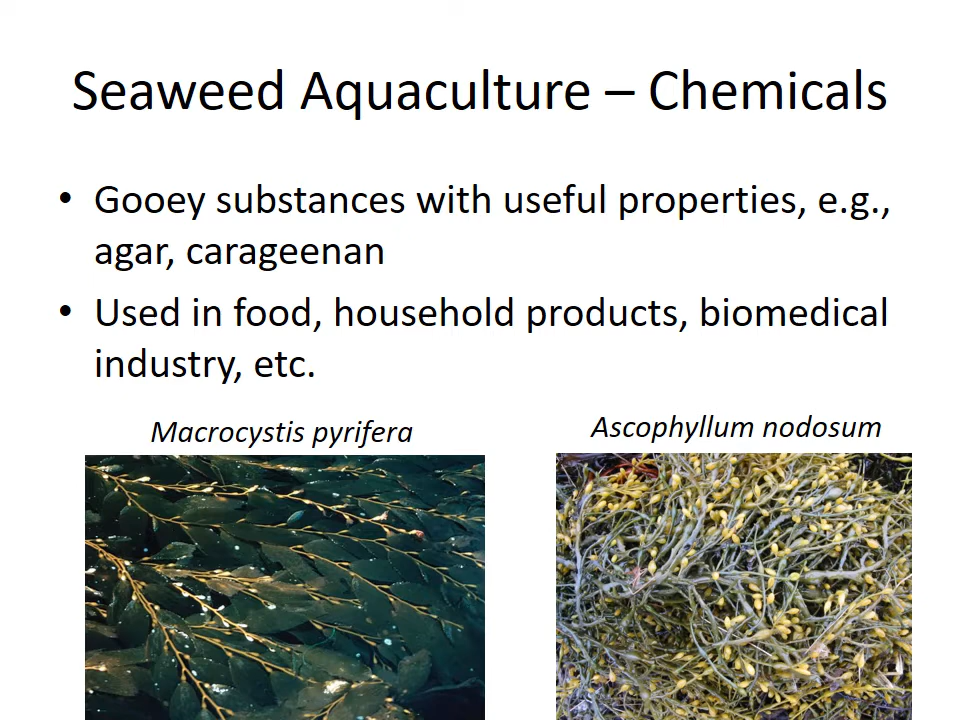 Seaweed Aquaculture – Chemicals
• Gooey substances with useful properties, e.g.,
agar, carageenan
• Used in food, household products, biomedical
industry, etc.
Macrocystis pyrifera
Ascophyllum nodosum